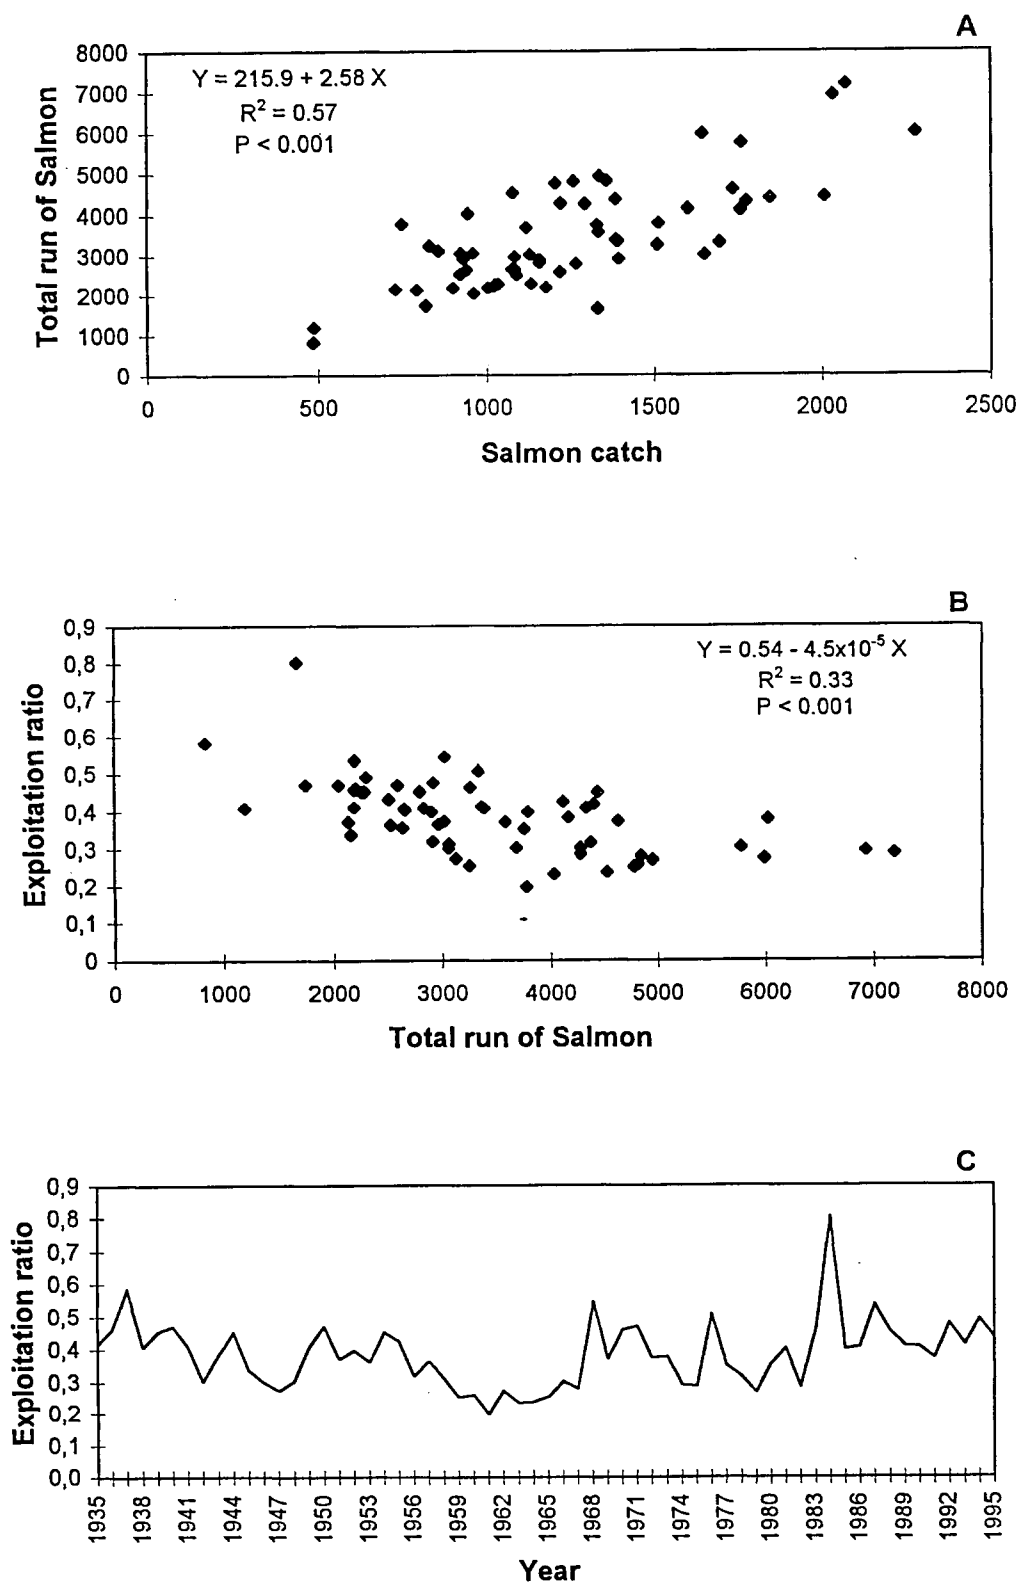 A
Y = 215.9 + 2.58 X
R² = 0.57
P < 0.001
Total run of Salmon
8000
7000
6000
5000
4000
3000
2000
1000
0
0 500 1000 1500 2000 2500
Salmon catch
B
Y = 0.54 - 4.5x10⁻⁵ X
R² = 0.33
P < 0.001
Exploitation ratio
0,9
0,8
0,7
0,6
0,5
0,4
0,3
0,2
0,1
0
0 1000 2000 3000 4000 5000 6000 7000 8000
Total run of Salmon
C
Exploitation ratio
0,9
0,8
0,7
0,6
0,5
0,4
0,3
0,2
0,1
0,0
1935 1938 1941 1944 1947 1950 1953 1956 1959 1962 1965 1968 1971 1974 1977 1980 1983 1986 1989 1992 1995
Year